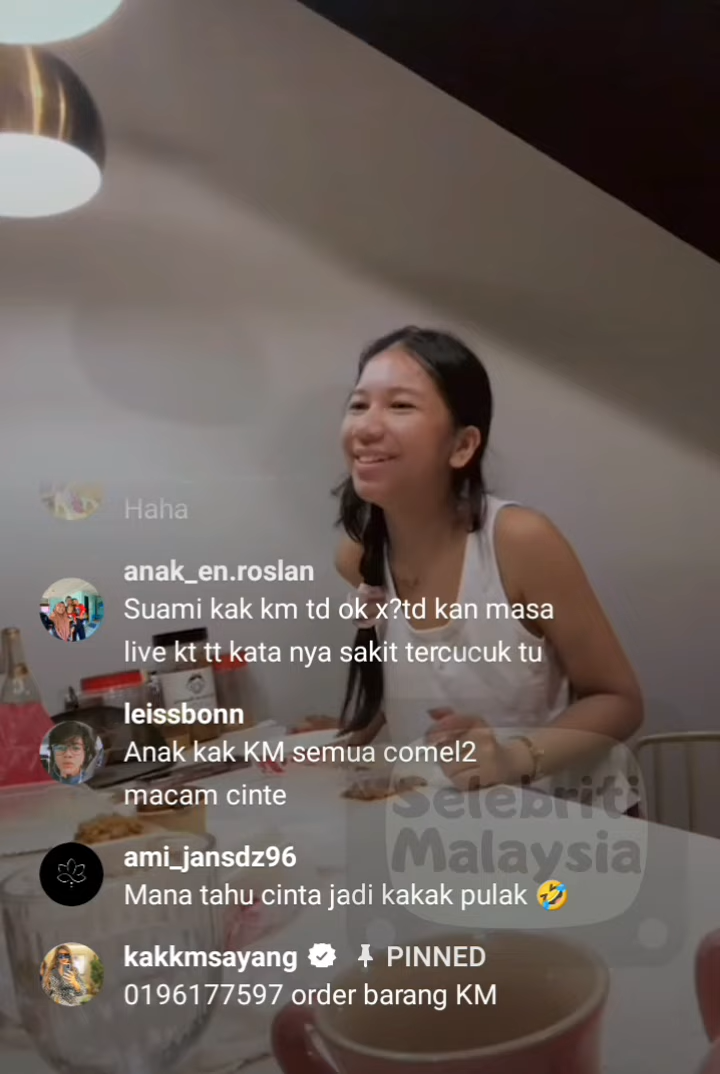 Haha
anak_en.roslan
Suami kak km td ok x?td kan masa
live kt tt kata nya sakit tercucuk tu
leissbonn
Anak kak KM semua comel2
macam cinte
Selebriti
Malaysia
ami_jansdz96
Mana tahu cinta jadi kakak pulak 🤣
kakkmsayang PINNED
0196177597 order barang KM